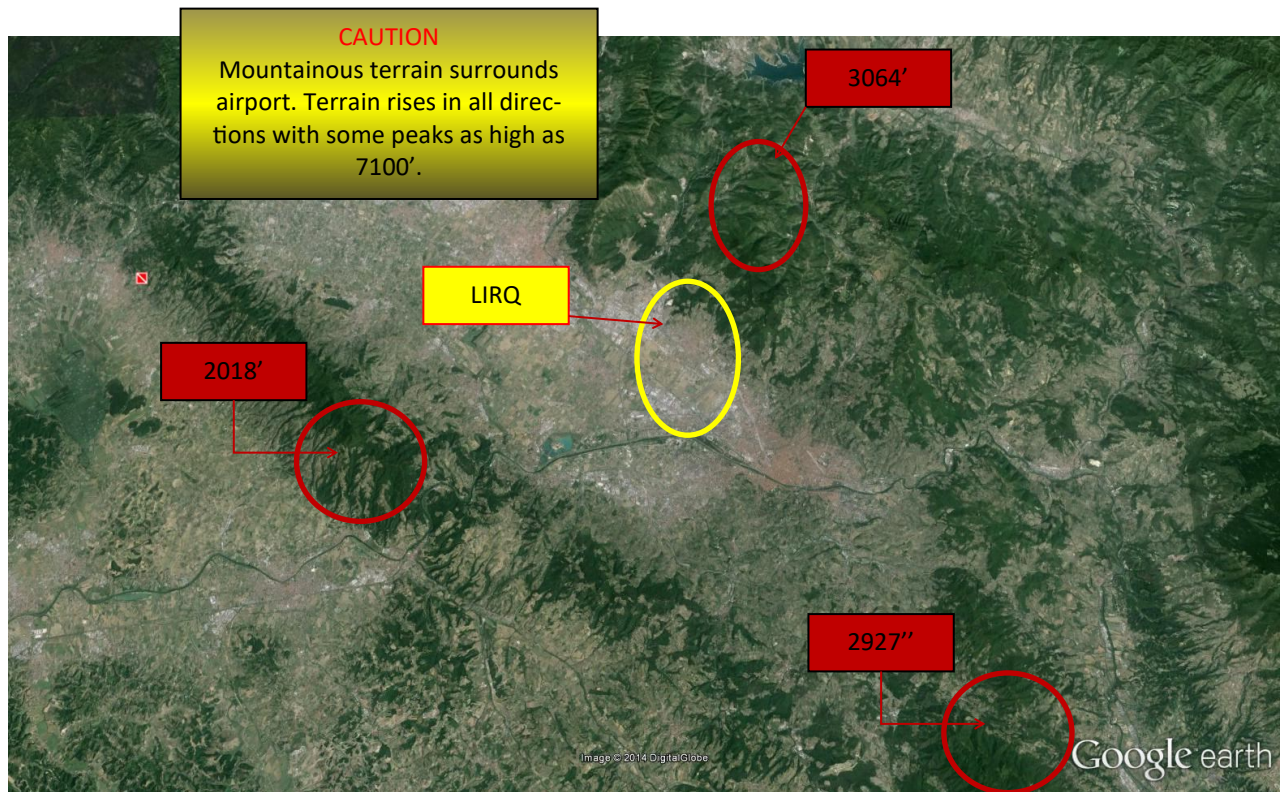 CAUTION
Mountainous terrain surrounds
airport. Terrain rises in all direc-
tions with some peaks as high as
7100’.
3064’
LIRQ
2018’
2927’’
Image © 2014 DigitalGlobe
Google earth